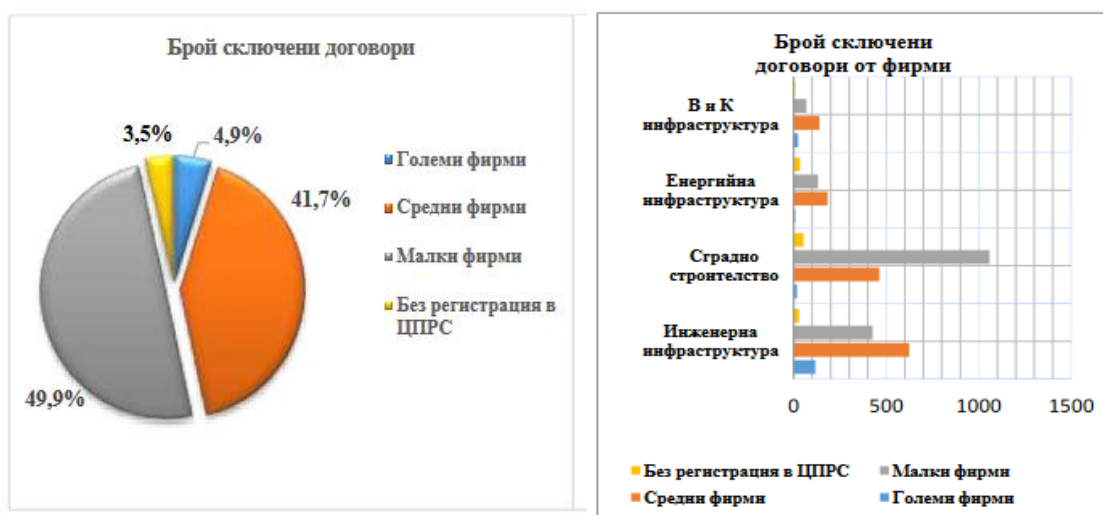 Брой сключени договори
3,5%
4,9%
41,7%
49,9%
Големи фирми
Средни фирми
Малки фирми
Без регистрация в
ЦПРС
Брой сключени
договори от фирми
В и К
инфраструктура
Енергийна
инфраструктура
Сградно
строителство
Инженерна
инфраструктура
0 500 1000 1500
Без регистрация в ЦПРС Малки фирми
Средни фирми Големи фирми